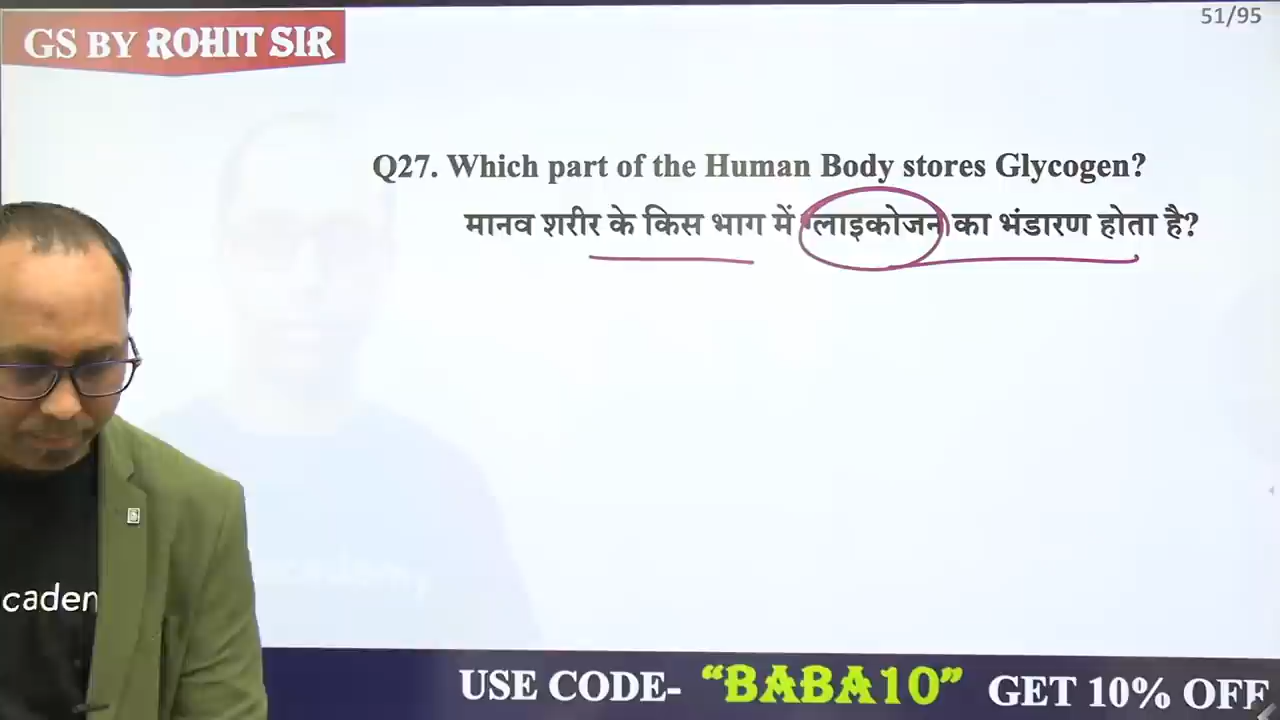 51/95
GS BY ROHIT SIR
Q27. Which part of the Human Body stores Glycogen?
मानव शरीर के किस भाग में ग्लाइकोजन का भंडारण होता है?
caden
USE CODE- “BABA10” GET 10% OFF